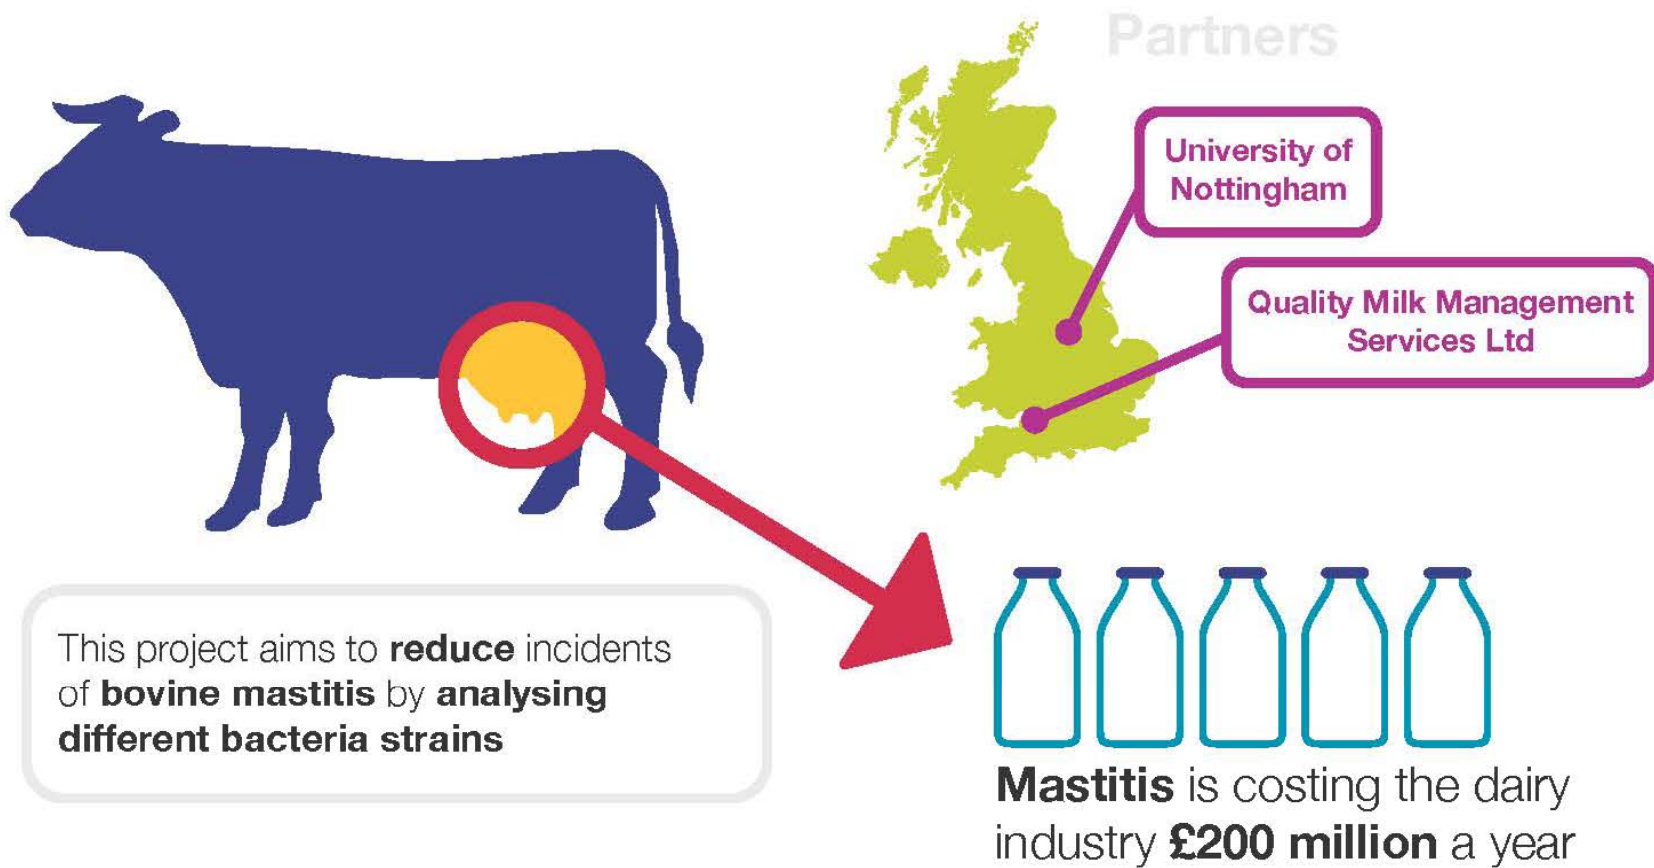 Partners
University of
Nottingham
Quality Milk Management
Services Ltd
This project aims to reduce incidents
of bovine mastitis by analysing
different bacteria strains
Mastitis is costing the dairy
industry £200 million a year